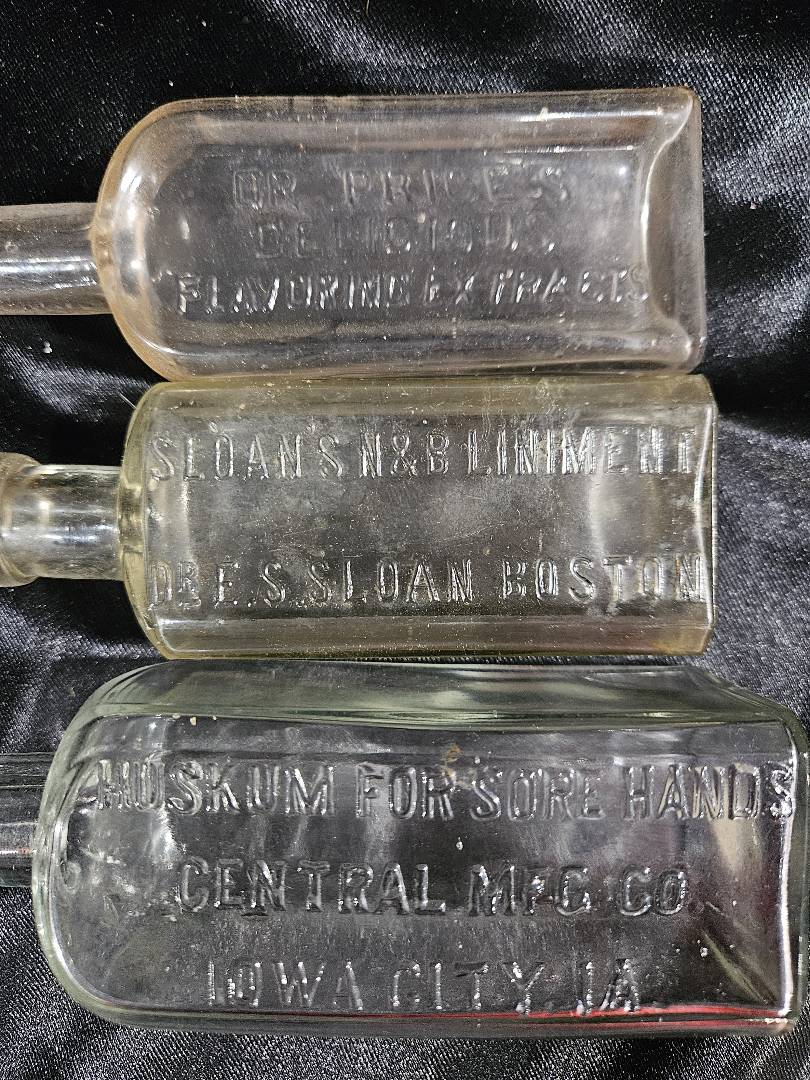 DR. PRICE'S
DELICIOUS
FLAVORING EXTRACTS
SLOAN'S N&B LINIMENT
DR E.S. SLOAN BOSTON
HUSKUM FOR SORE HANDS
CENTRAL MFG. CO.
IOWA CITY, IA.